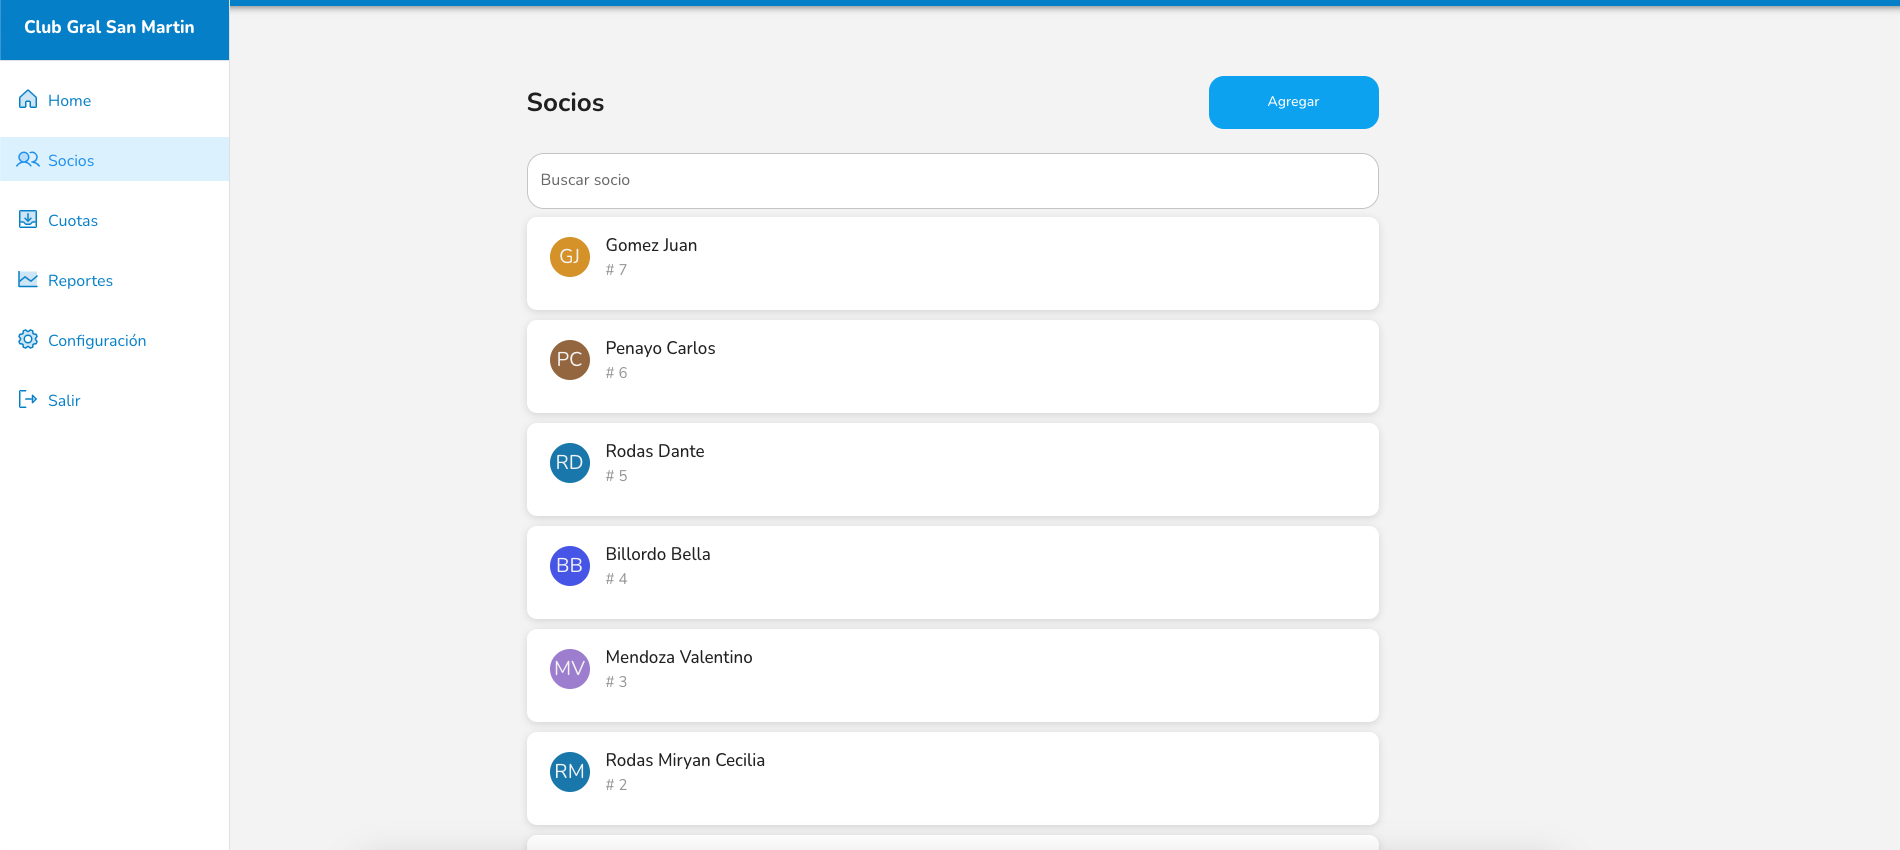 Club Gral San Martin
Home
Socios
Cuotas
Reportes
Configuración
Salir
Socios
Agregar
Buscar socio
GJ
Gomez Juan
# 7
PC
Penayo Carlos
# 6
RD
Rodas Dante
# 5
BB
Billordo Bella
# 4
MV
Mendoza Valentino
# 3
RM
Rodas Miryan Cecilia
# 2